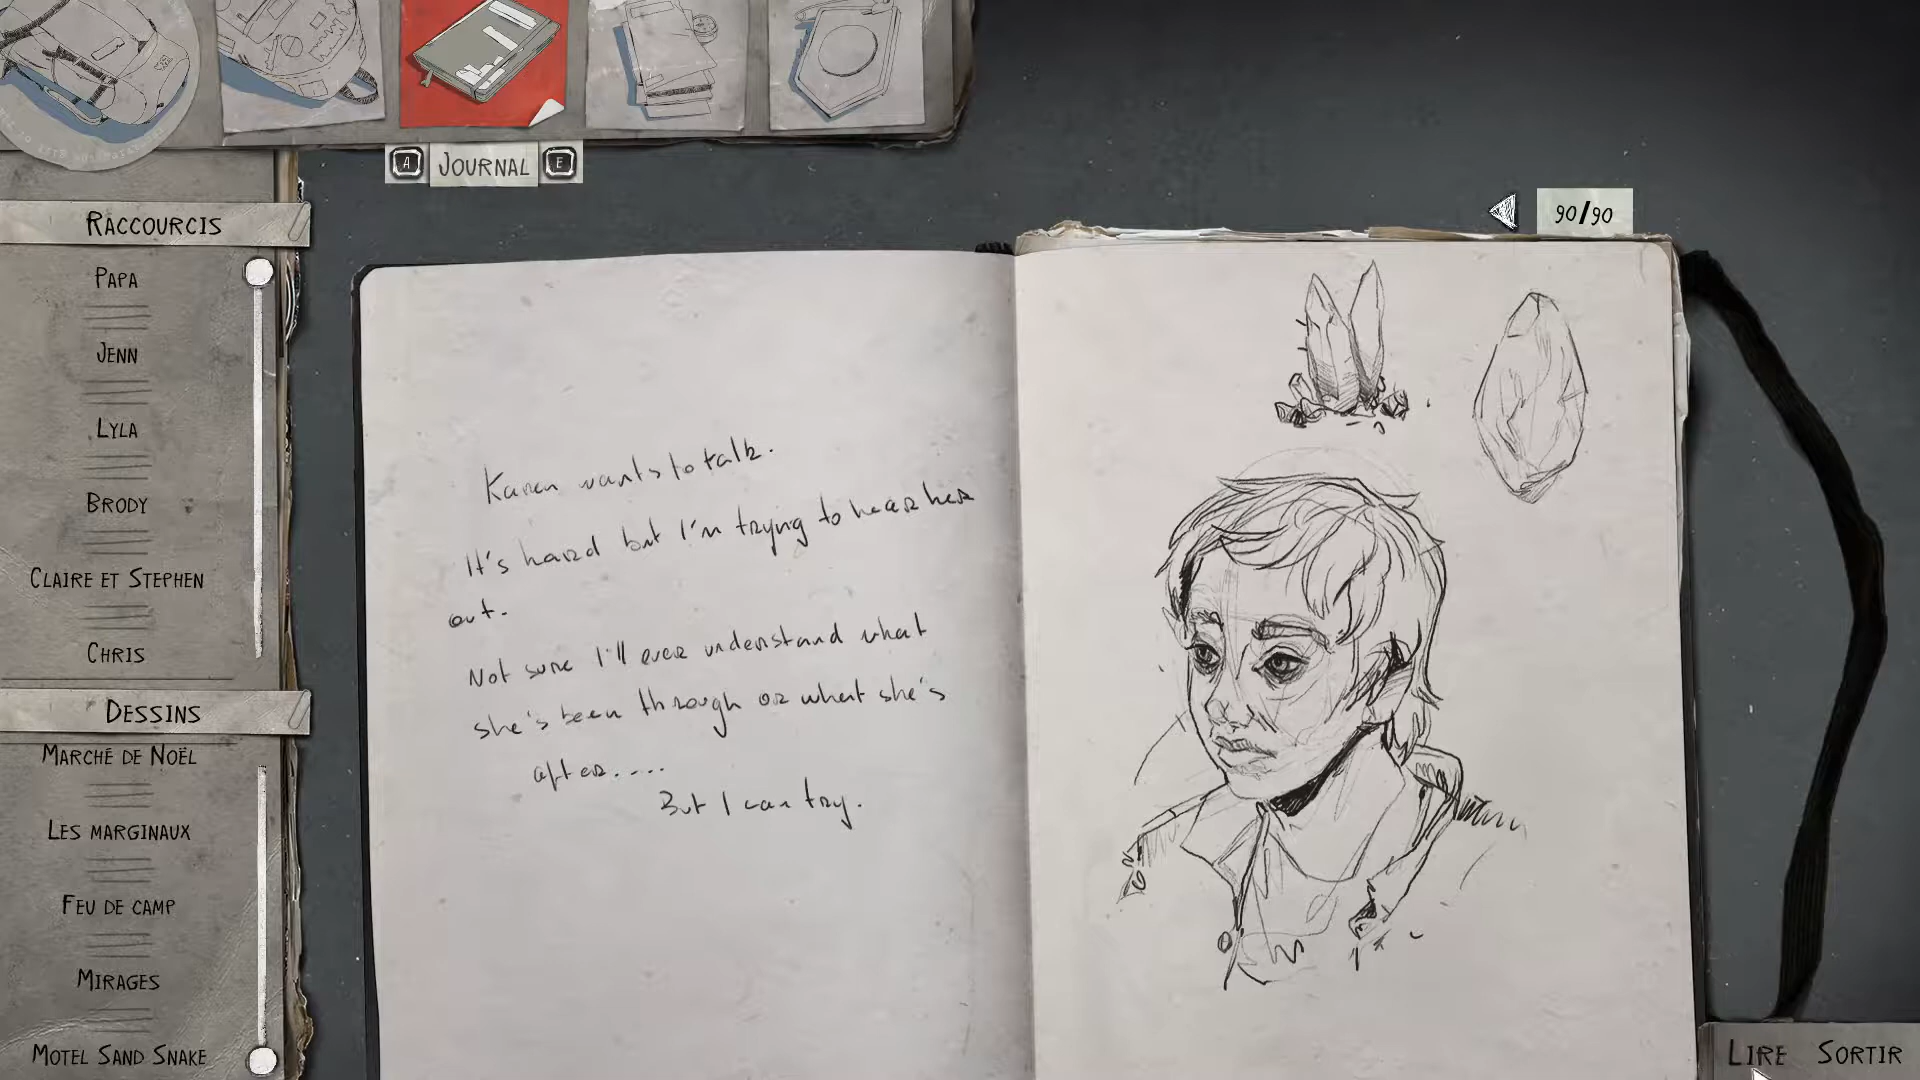 A JOURNAL E
90/90
RACCOURCIS
PAPA
JENN
LYLA
BRODY
CLAIRE ET STEPHEN
CHRIS
DESSINS
MARCHÉ DE NOËL
LES MARGINAUX
FEU DE CAMP
MIRAGES
MOTEL SAND SNAKE
Karen wants to talk.
It's hard but I'm trying to hear her
out.
Not sure I'll ever understand what
she's been through or what she's
after....
But I can try.
LIRE SORTIR